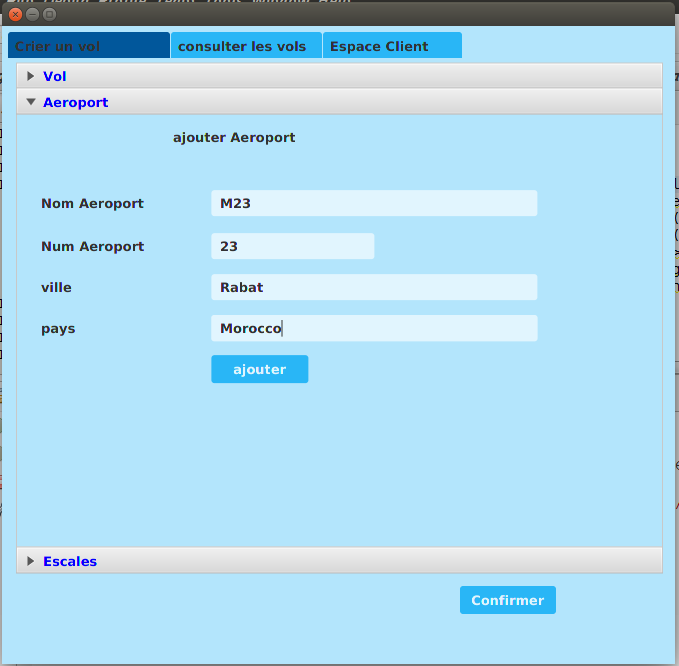 Crier un vol consulter les vols Espace Client
Vol
Aeroport
ajouter Aeroport
Nom Aeroport M23
Num Aeroport 23
ville Rabat
pays Morocco
ajouter
Escales
Confirmer